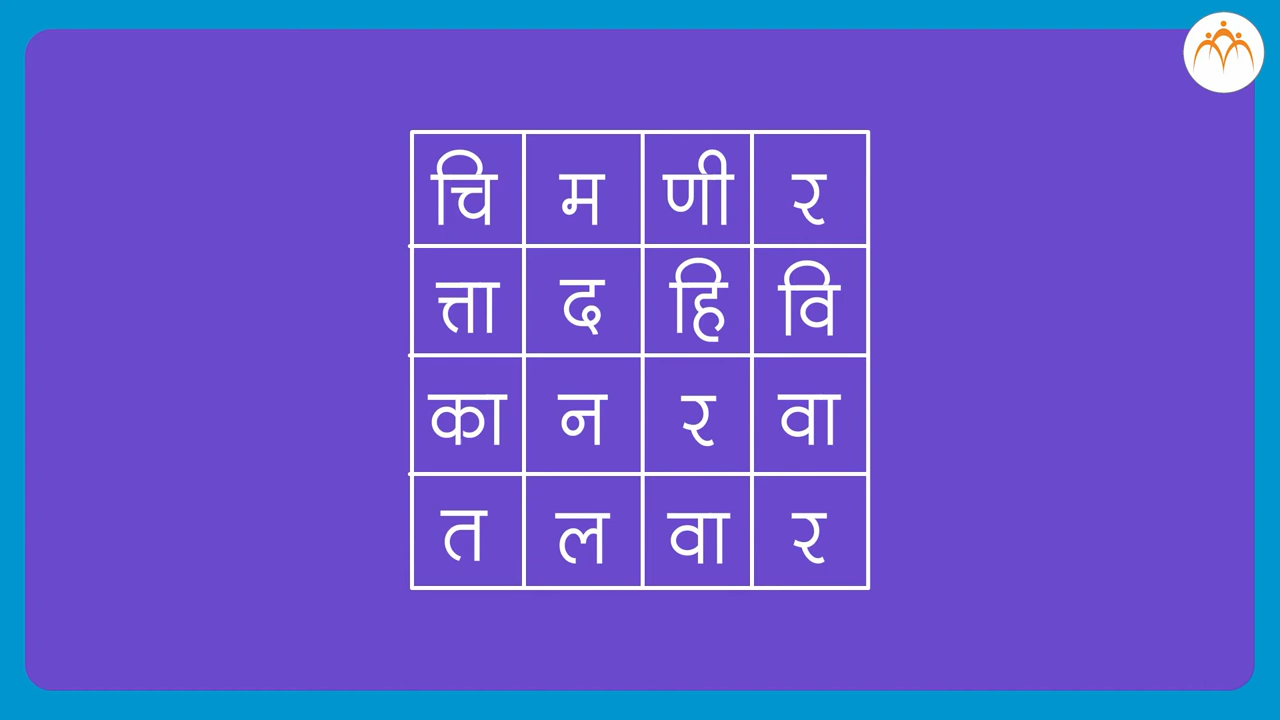 चि म णी र
त्ता द हि वि
का न र वा
त ल वा र